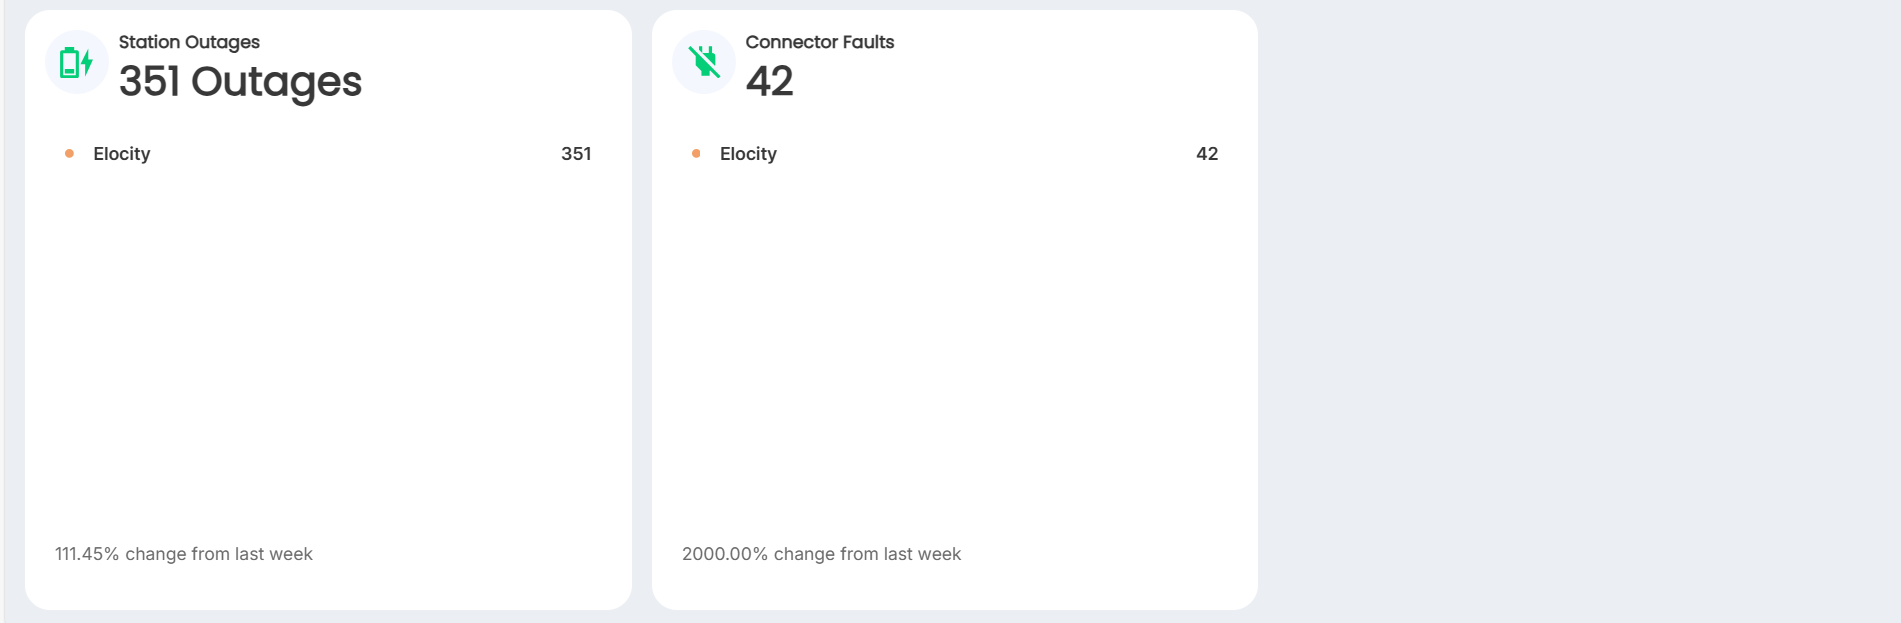 Station Outages
351 Outages
Elocity 351
111.45% change from last week
Connector Faults
42
Elocity 42
2000.00% change from last week